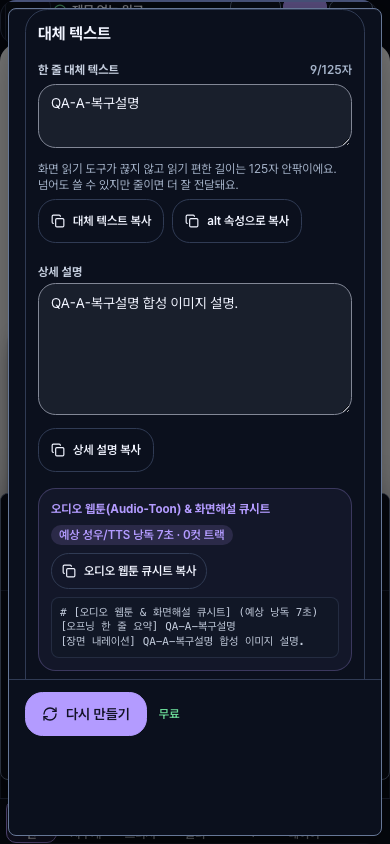 대체 텍스트
한 줄 대체 텍스트 9/125자
QA-A-복구설명
화면 읽기 도구가 끊지 않고 읽기 편한 길이는 125자 안팎이에요.
넘어도 쓸 수 있지만 줄이면 더 잘 전달돼요.
대체 텍스트 복사 alt 속성으로 복사
상세 설명
QA-A-복구설명 합성 이미지 설명.
상세 설명 복사
오디오 웹툰(Audio-Toon) & 화면해설 큐시트
예상 성우/TTS 낭독 7초 · 0컷 트랙
오디오 웹툰 큐시트 복사
# [오디오 웹툰 & 화면해설 큐시트] (예상 낭독 7초)
[오프닝 한 줄 요약] QA-A-복구설명
[장면 내레이션] QA-A-복구설명 합성 이미지 설명.
다시 만들기 무료